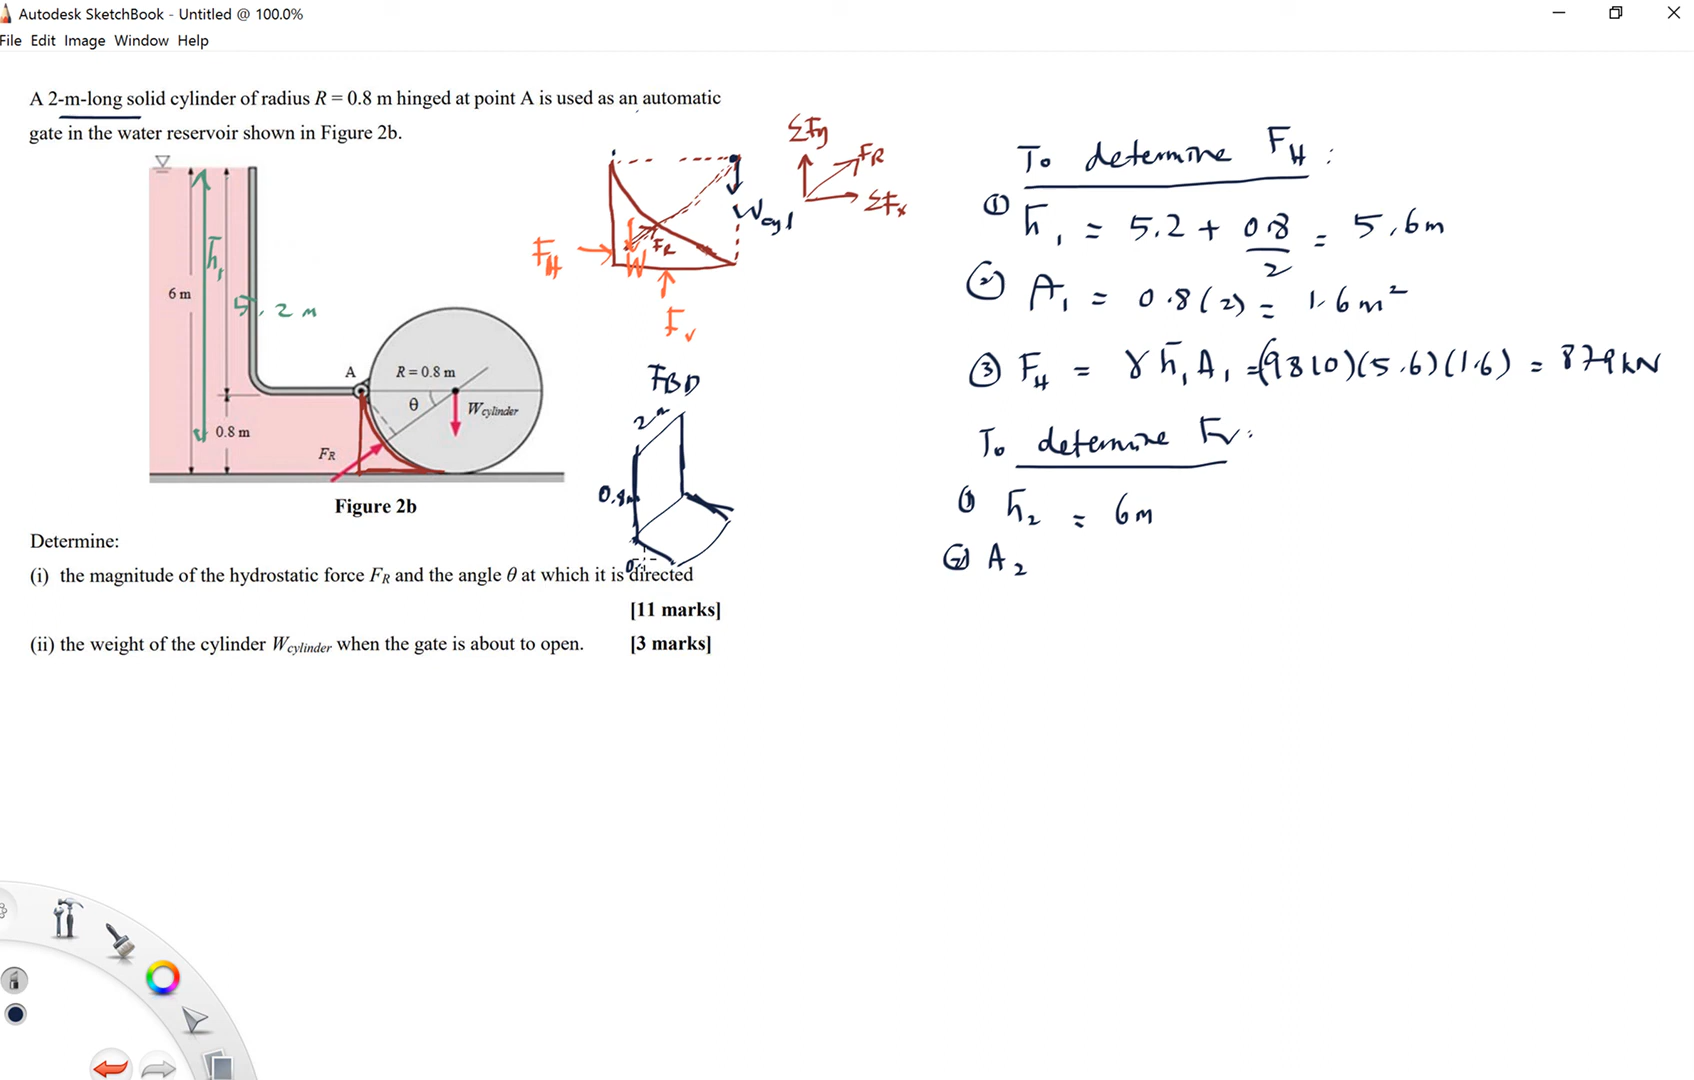 Autodesk SketchBook - Untitled @ 100.0%
File Edit Image Window Help
A 2-m-long solid cylinder of radius R = 0.8 m hinged at point A is used as an automatic
gate in the water reservoir shown in Figure 2b.
6 m
h̄₁
5.2 m
0.8 m
A
R = 0.8 m
θ
Wcylinder
FR
Figure 2b
ΣFy
FR
ΣFx
Wcyl
FH
W
FR
Fv
FBD
2m
0.8m
Determine:
(i) the magnitude of the hydrostatic force FR and the angle θ at which it is directed
[11 marks]
(ii) the weight of the cylinder Wcylinder when the gate is about to open. [3 marks]
To determine FH :
① h̄₁ = 5.2 + 0.8/2 = 5.6m
② A₁ = 0.8(2) = 1.6m²
③ FH = γ h̄₁ A₁ = (9810)(5.6)(1.6) = 87.9kN
To determine Fv :
① h̄₂ = 6m
② A₂